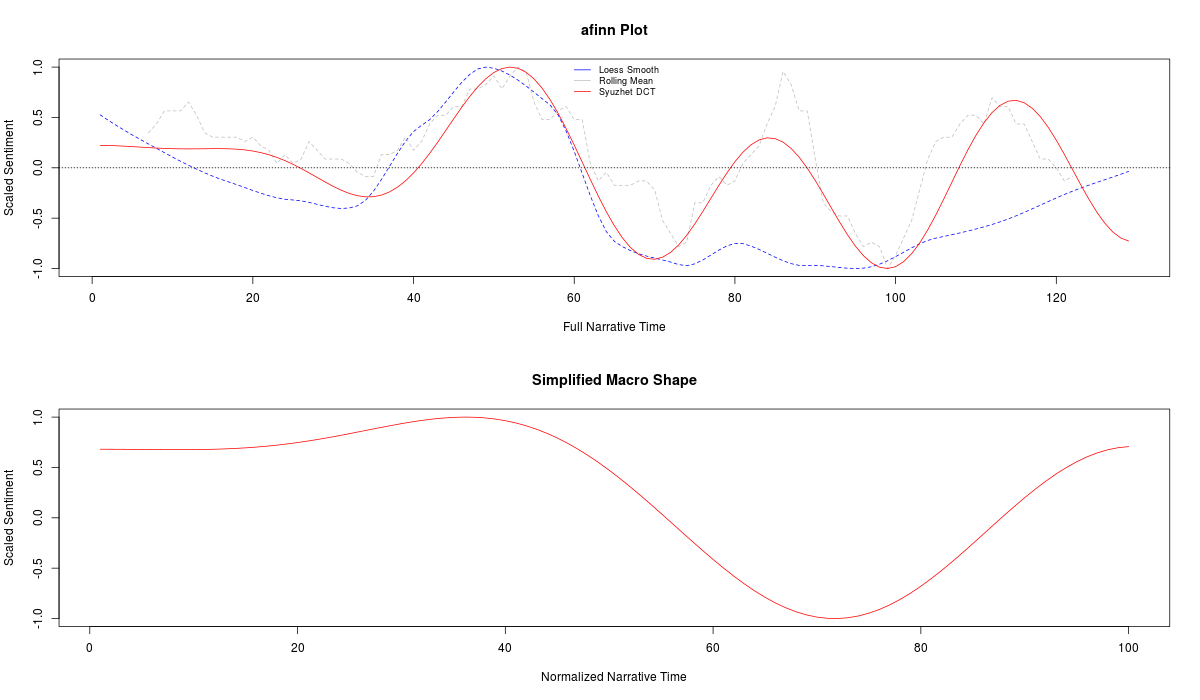 afinn Plot
Loess Smooth
Rolling Mean
Syuzhet DCT
Scaled Sentiment
1.0
0.5
0.0
-0.5
-1.0
0 20 40 60 80 100 120
Full Narrative Time
Simplified Macro Shape
Scaled Sentiment
1.0
0.5
0.0
-0.5
-1.0
0 20 40 60 80 100
Normalized Narrative Time